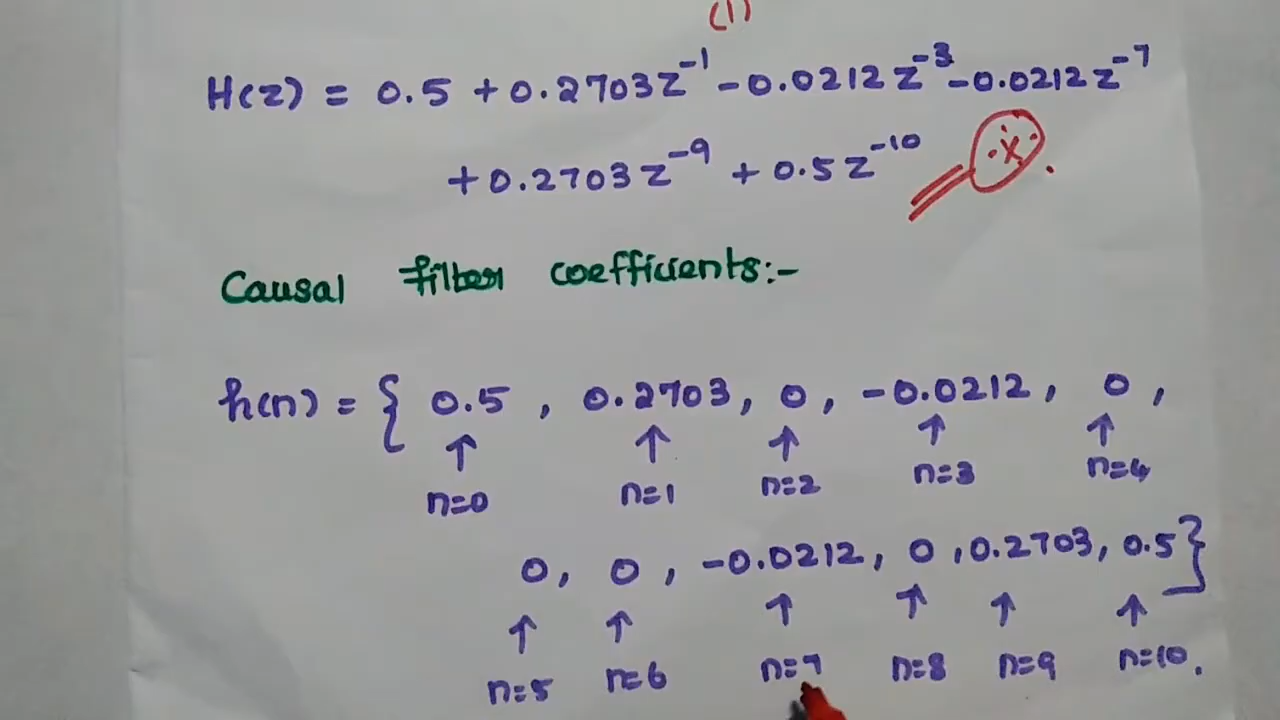 (1)
H(z) = 0.5 + 0.2703z⁻¹ - 0.0212z⁻³ - 0.0212z⁻⁷
+ 0.2703z⁻⁹ + 0.5z⁻¹⁰ x
Causal filter coefficients:-
h(n) = { 0.5 , 0.2703, 0 , -0.0212, 0 ,
↑ ↑ ↑ ↑ ↑
n=0 n=1 n=2 n=3 n=4
0, 0 , -0.0212, 0 , 0.2703, 0.5}
↑ ↑ ↑ ↑ ↑ ↑
n=5 n=6 n=7 n=8 n=9 n=10.